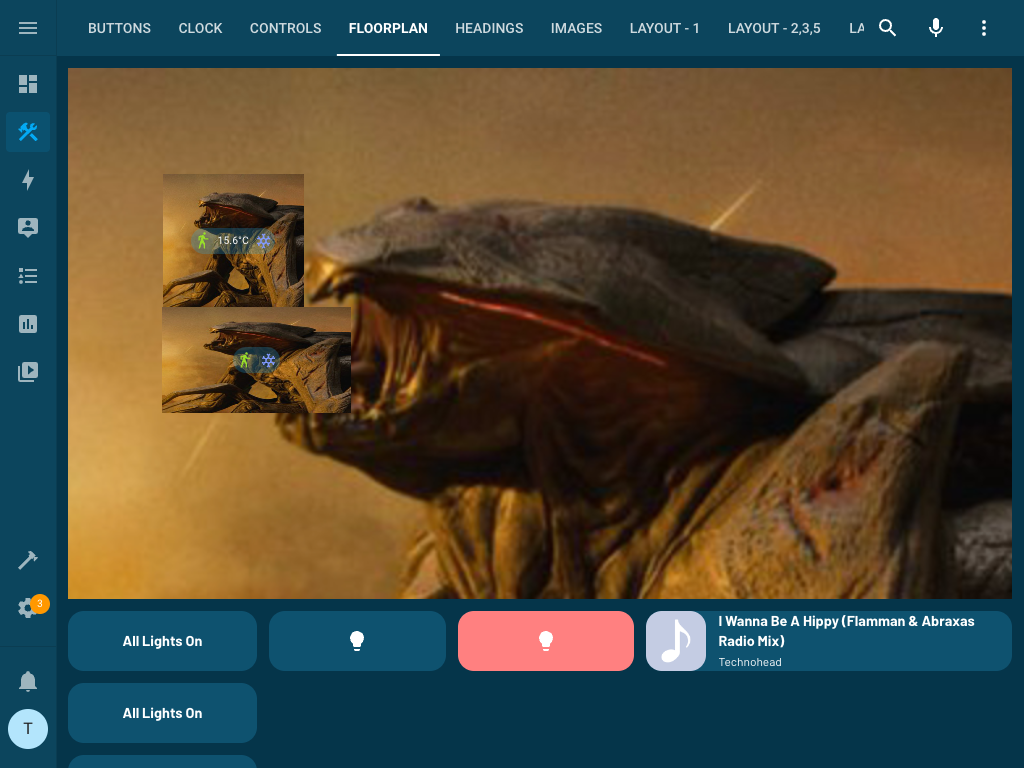 BUTTONS
CLOCK
CONTROLS
FLOORPLAN
HEADINGS
IMAGES
LAYOUT - 1
LAYOUT - 2,3,5
LA
15.6°C
3
All Lights On
I Wanna Be A Hippy (Flamman & Abraxas
Radio Mix)
Technohead
All Lights On
T